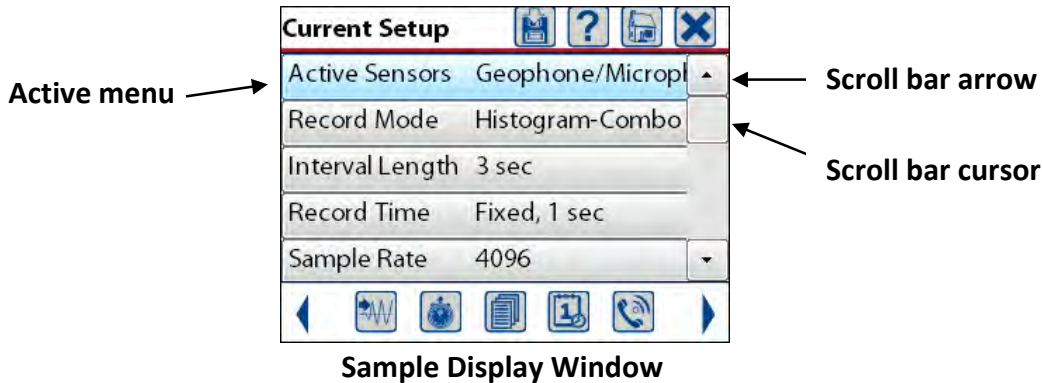 Current Setup
?
Active menu
Active Sensors Geophone/Micropl
Scroll bar arrow
Record Mode Histogram-Combo
Interval Length 3 sec
Scroll bar cursor
Record Time Fixed, 1 sec
Sample Rate 4096
1
Sample Display Window